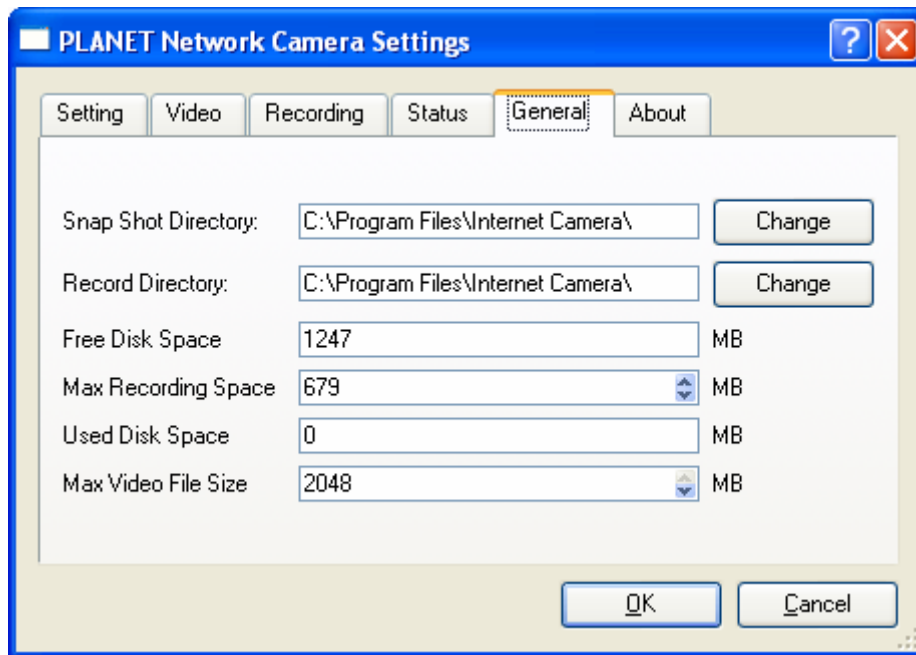 PLANET Network Camera Settings
Setting Video Recording Status General About
Snap Shot Directory: C:\Program Files\Internet Camera\ Change
Record Directory: C:\Program Files\Internet Camera\ Change
Free Disk Space 1247 MB
Max Recording Space 679 MB
Used Disk Space 0 MB
Max Video File Size 2048 MB
OK Cancel